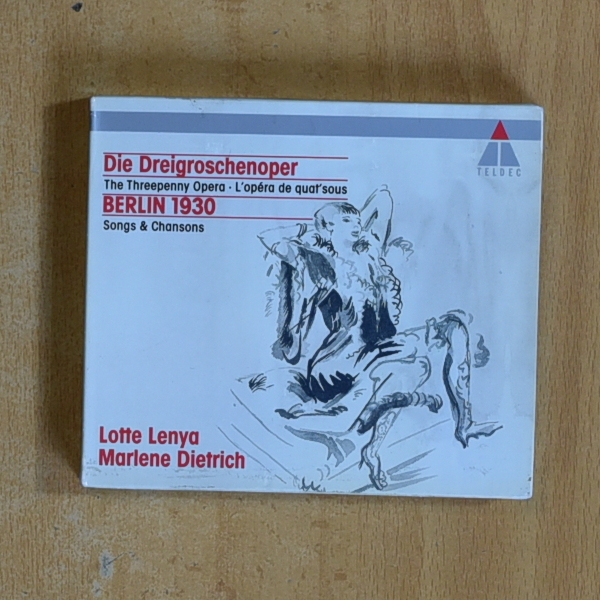 Die Dreigroschenoper
The Threepenny Opera · L'opéra de quat'sous
BERLIN 1930
Songs & Chansons
TELDEC
Lotte Lenya
Marlene Dietrich